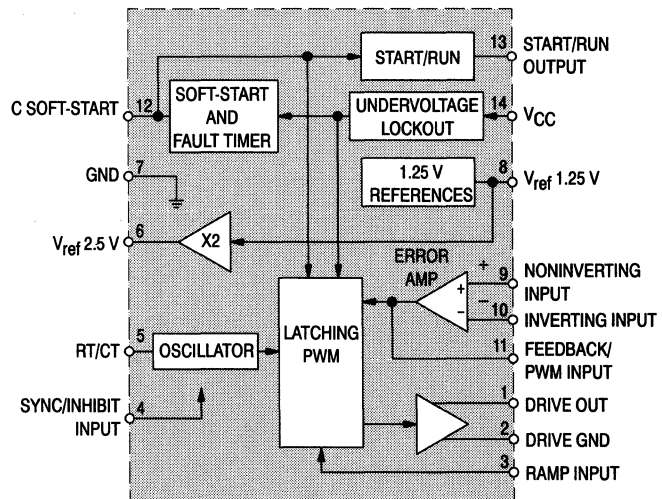 13
START/RUN
OUTPUT
START/RUN
C SOFT-START
12
SOFT-START
AND
FAULT TIMER
UNDERVOLTAGE
LOCKOUT
14
VCC
GND
7
1.25 V
REFERENCES
8
Vref 1.25 V
Vref 2.5 V
6
X2
ERROR
AMP
+
+
9
NONINVERTING
INPUT
−
−
10
INVERTING INPUT
LATCHING
PWM
11
FEEDBACK/
PWM INPUT
RT/CT
5
OSCILLATOR
SYNC/INHIBIT
INPUT
4
1
DRIVE OUT
2
DRIVE GND
3
RAMP INPUT